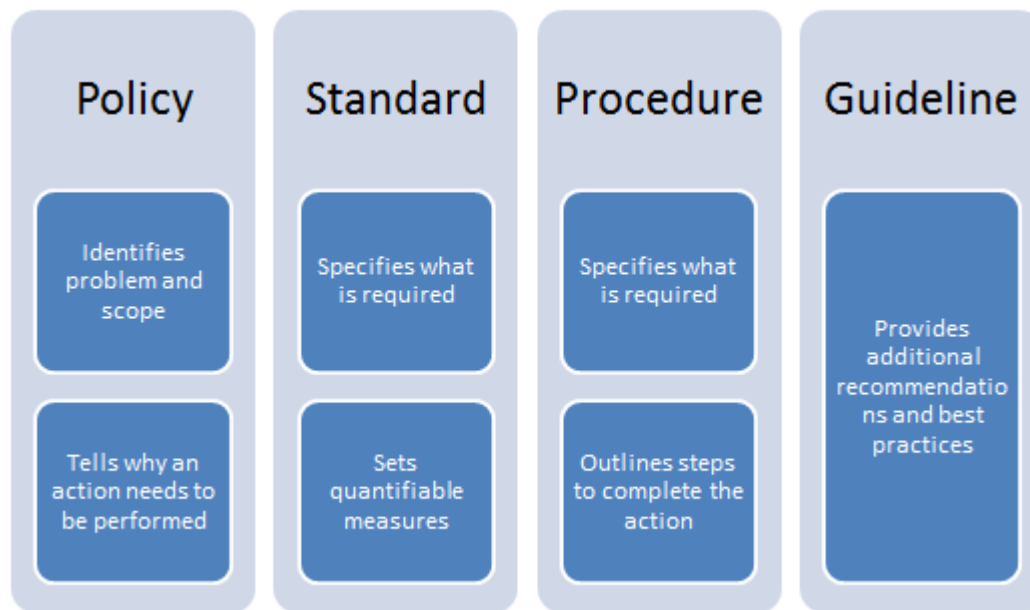 Policy
Identifies
problem and
scope
Tells why an
action needs to
be performed
Standard
Specifies what
is required
Sets
quantifiable
measures
Procedure
Specifies what
is required
Outlines steps
to complete the
action
Guideline
Provides
additional
recommendatio
ns and best
practices